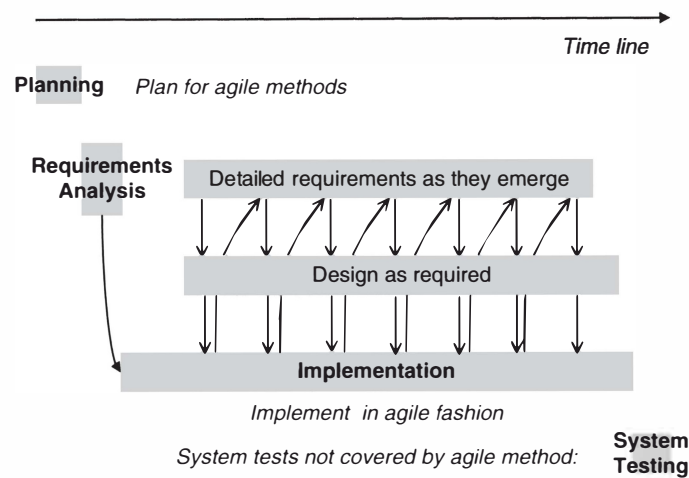 Time line
Planning
Plan for agile methods
Requirements
Analysis
Detailed requirements as they emerge
Design as required
Implementation
Implement in agile fashion
System tests not covered by agile method:
System
Testing